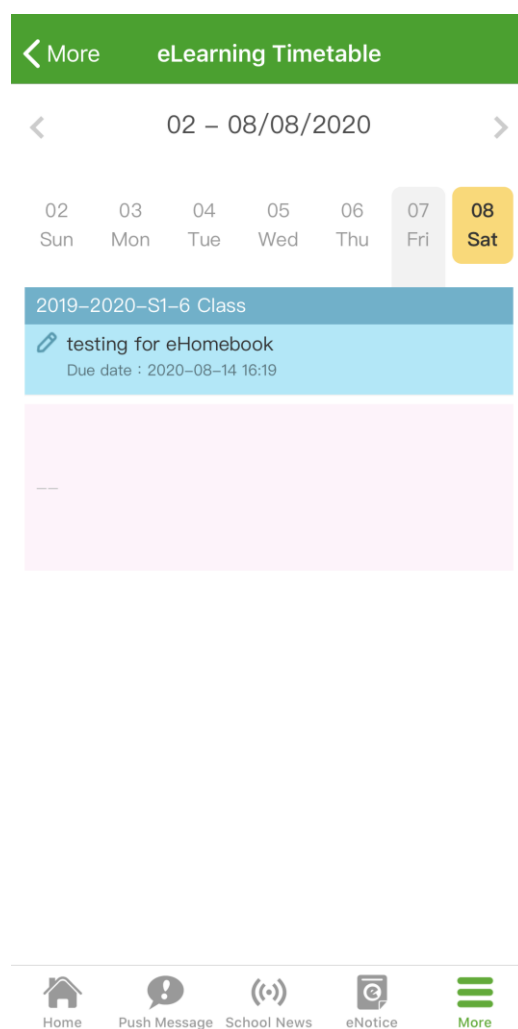 More eLearning Timetable
02 – 08/08/2020
02 03 04 05 06 07 08
Sun Mon Tue Wed Thu Fri Sat
2019–2020–S1–6 Class
testing for eHomebook
Due date : 2020–08–14 16:19
––
Home Push Message School News eNotice More